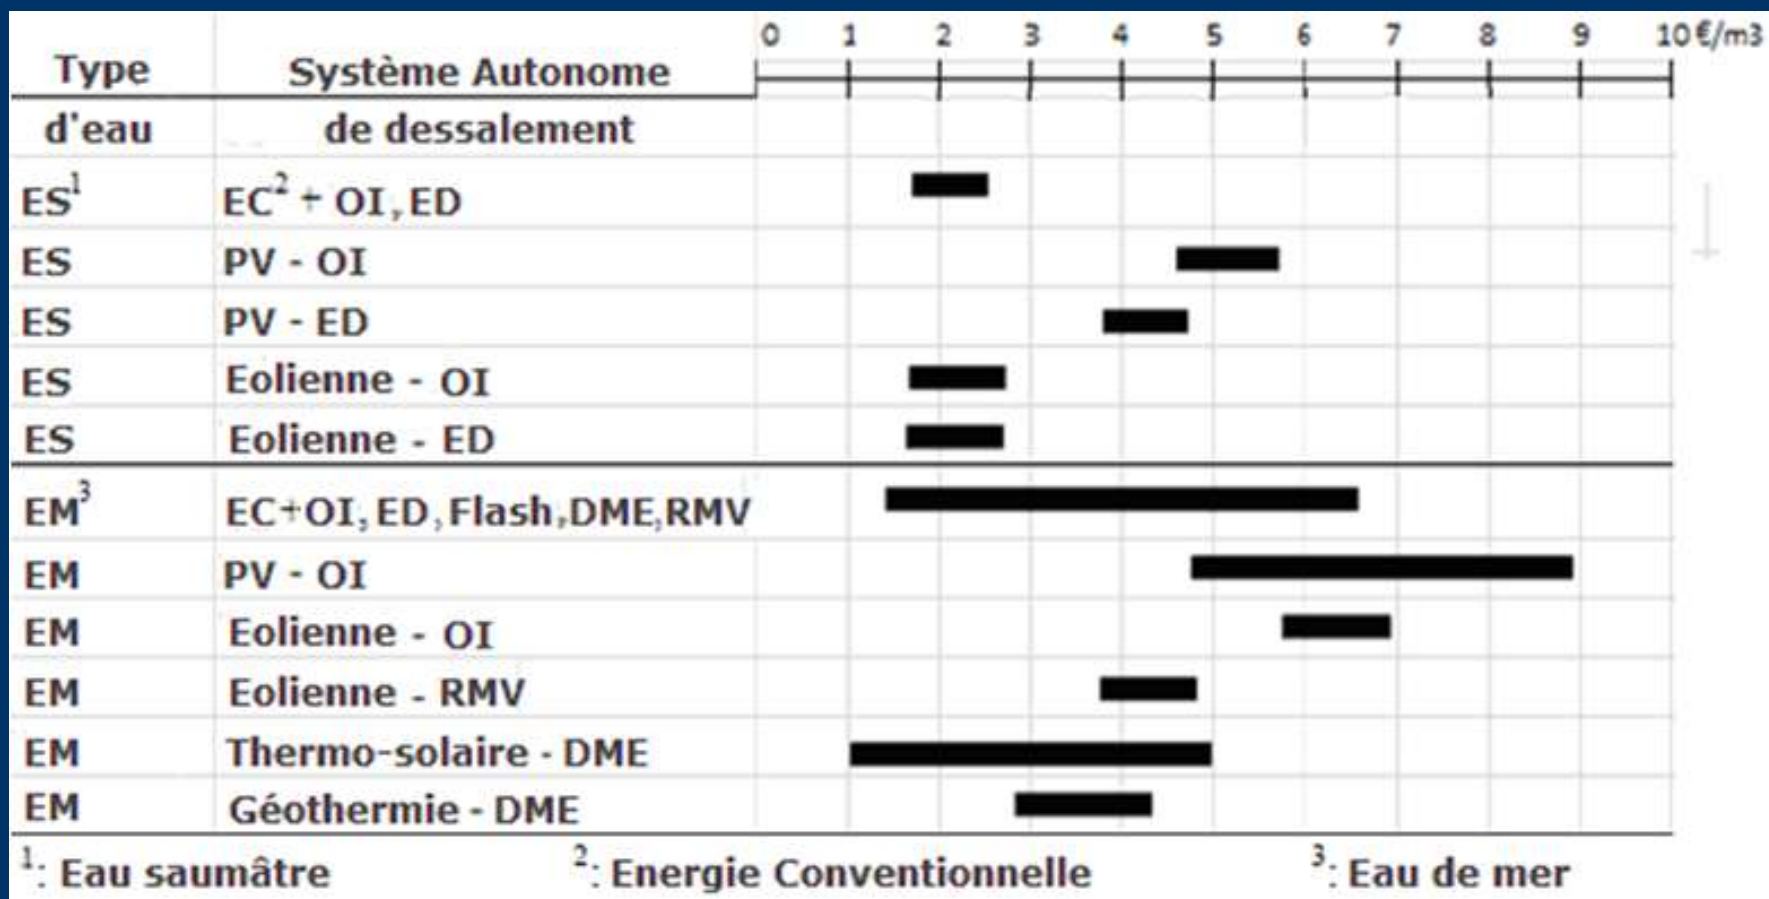 0 1 2 3 4 5 6 7 8 9 10 €/m3
Type Système Autonome
d'eau de dessalement
ES¹ EC² + OI, ED
ES PV - OI
ES PV - ED
ES Eolienne - OI
ES Eolienne - ED
EM³ EC+OI, ED, Flash, DME, RMV
EM PV - OI
EM Eolienne - OI
EM Eolienne - RMV
EM Thermo-solaire - DME
EM Géothermie - DME
¹: Eau saumâtre ²: Energie Conventionnelle ³: Eau de mer